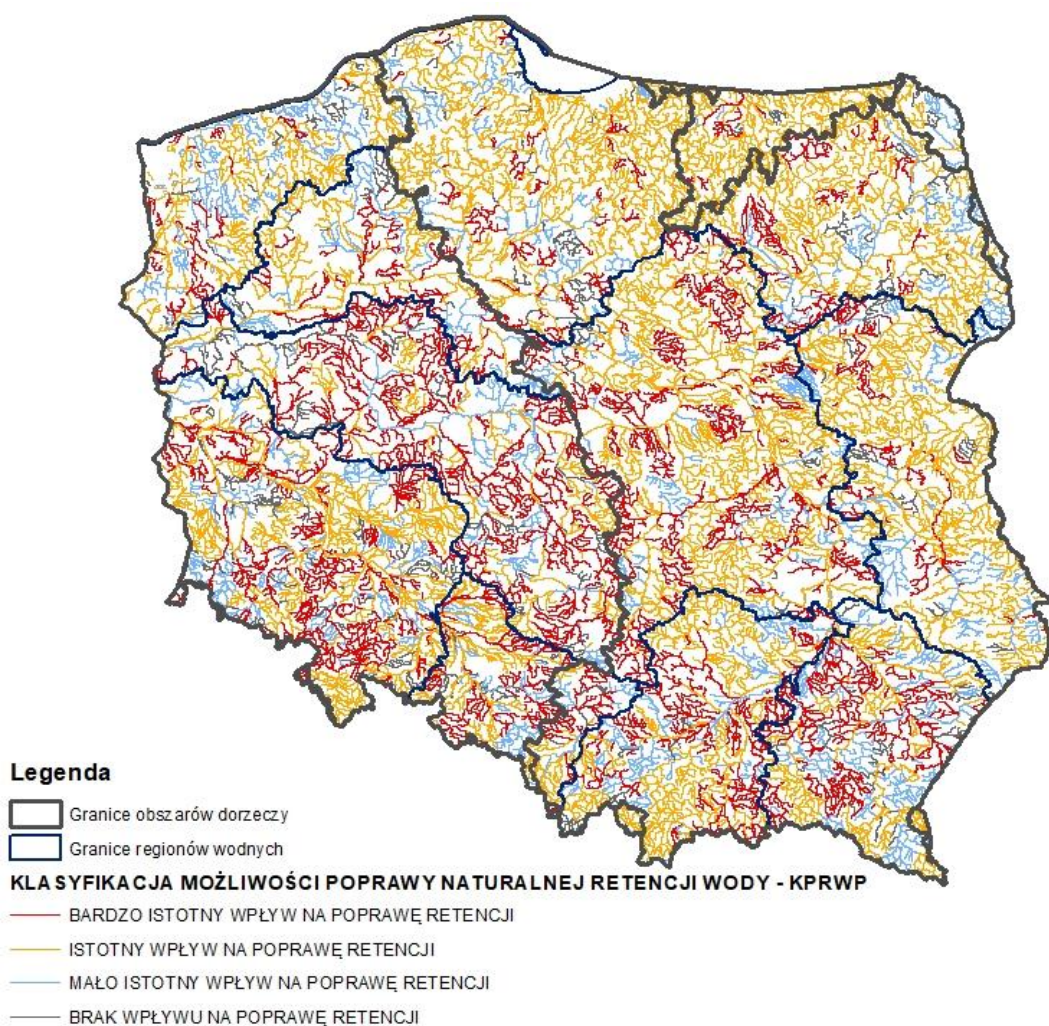 Legenda
Granice obszarów dorzeczy
Granice regionów wodnych
KLASYFIKACJA MOŻLIWOŚCI POPRAWY NATURALNEJ RETENCJI WODY - KPRWP
BARDZO ISTOTNY WPŁYW NA POPRAWĘ RETENCJI
ISTOTNY WPŁYW NA POPRAWĘ RETENCJI
MAŁO ISTOTNY WPŁYW NA POPRAWĘ RETENCJI
BRAK WPŁYWU NA POPRAWĘ RETENCJI